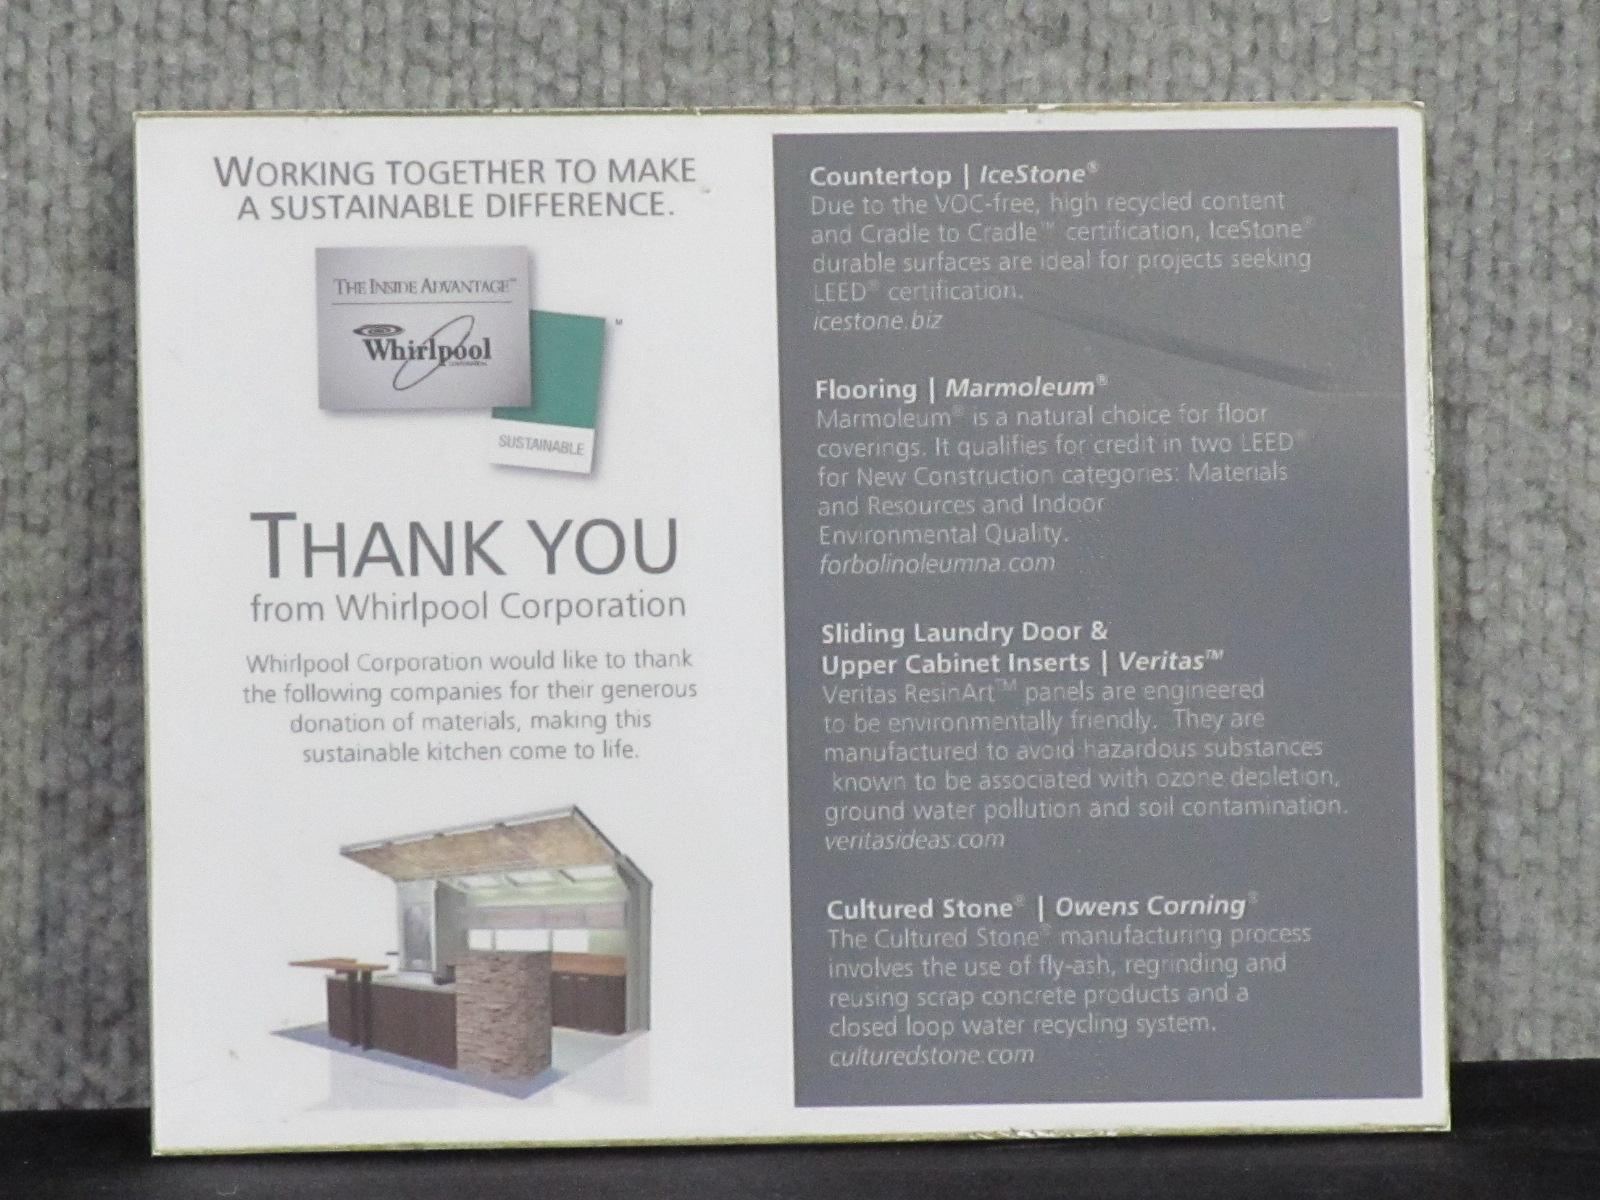 WORKING TOGETHER TO MAKE
A SUSTAINABLE DIFFERENCE.
THE INSIDE ADVANTAGE™
Whirlpool
CORPORATION
™
SUSTAINABLE
THANK YOU
from Whirlpool Corporation
Whirlpool Corporation would like to thank
the following companies for their generous
donation of materials, making this
sustainable kitchen come to life.
Countertop | IceStone®
Due to the VOC-free, high recycled content
and Cradle to Cradle™ certification, IceStone®
durable surfaces are ideal for projects seeking
LEED® certification.
icestone.biz
Flooring | Marmoleum®
Marmoleum® is a natural choice for floor
coverings. It qualifies for credit in two LEED®
for New Construction categories: Materials
and Resources and Indoor
Environmental Quality.
forbolinoleumna.com
Sliding Laundry Door &
Upper Cabinet Inserts | Veritas™
Veritas ResinArt™ panels are engineered
to be environmentally friendly. They are
manufactured to avoid hazardous substances
known to be associated with ozone depletion,
ground water pollution and soil contamination.
veritasideas.com
Cultured Stone® | Owens Corning®
The Cultured Stone® manufacturing process
involves the use of fly-ash, regrinding and
reusing scrap concrete products and a
closed loop water recycling system.
culturedstone.com